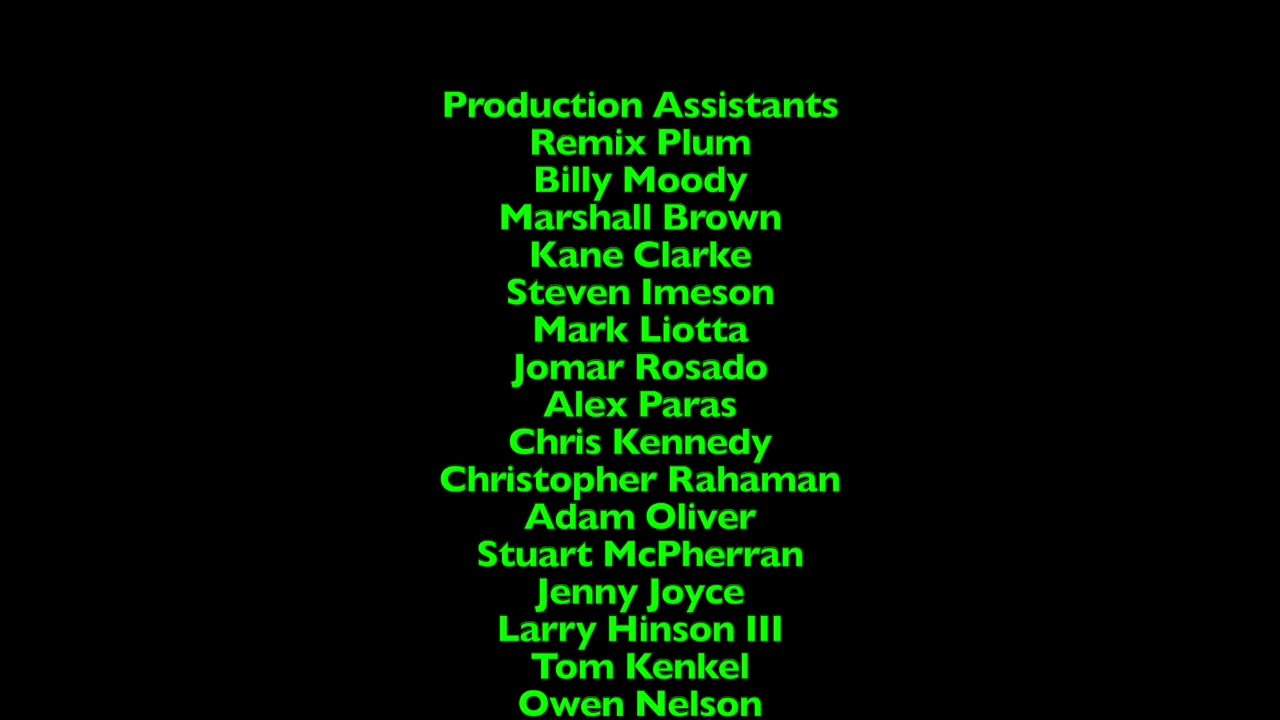 Production Assistants
Remix Plum
Billy Moody
Marshall Brown
Kane Clarke
Steven Imeson
Mark Liotta
Jomar Rosado
Alex Paras
Chris Kennedy
Christopher Rahaman
Adam Oliver
Stuart McPherran
Jenny Joyce
Larry Hinson III
Tom Kenkel
Owen Nelson